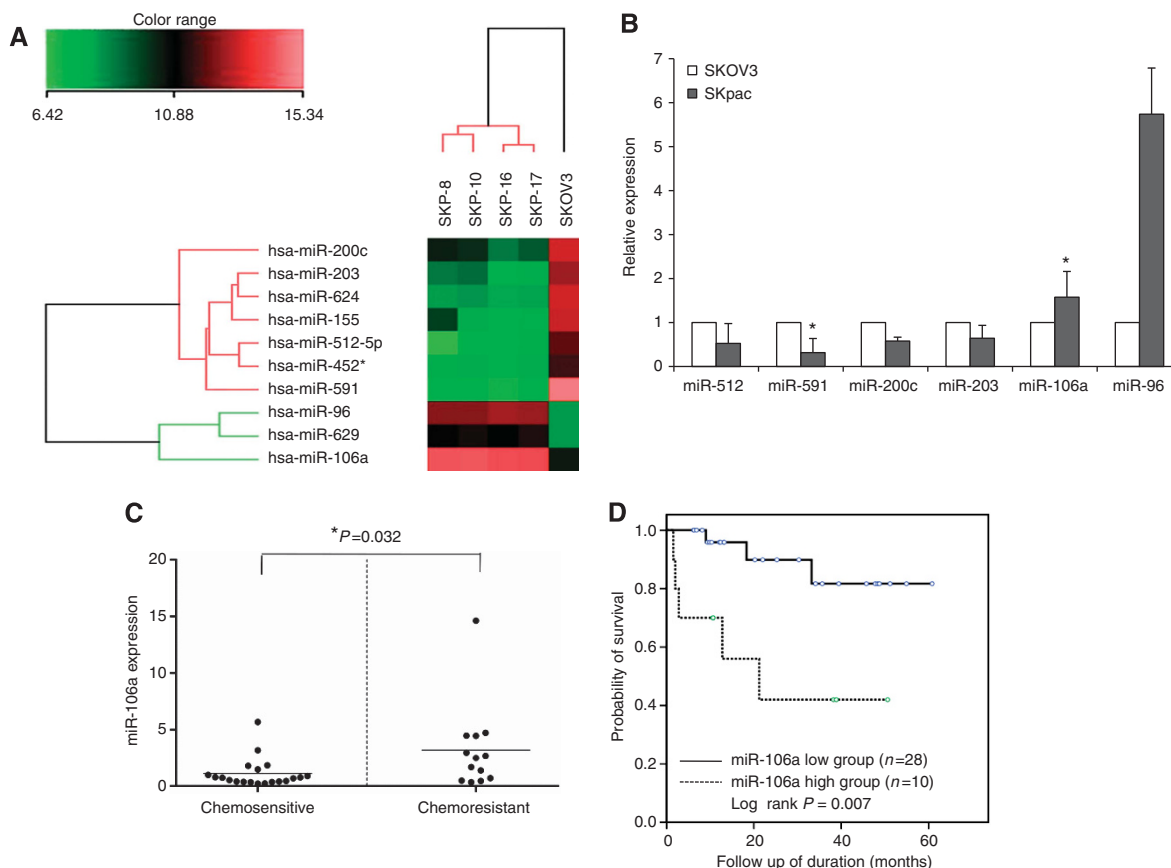 A
Color range
6.42 10.88 15.34
SKP-8
SKP-10
SKP-16
SKP-17
SKOV3
hsa-miR-200c
hsa-miR-203
hsa-miR-624
hsa-miR-155
hsa-miR-512-5p
hsa-miR-452*
hsa-miR-591
hsa-miR-96
hsa-miR-629
hsa-miR-106a
B
Relative expression
7
6
5
4
3
2
1
0
SKOV3
SKpac
*
*
miR-512 miR-591 miR-200c miR-203 miR-106a miR-96
C
*P=0.032
miR-106a expression
20
15
10
5
0
Chemosensitive Chemoresistant
D
Probability of survival
1.0
0.8
0.6
0.4
0.2
0.0
miR-106a low group (n=28)
miR-106a high group (n=10)
Log rank P = 0.007
0 20 40 60
Follow up of duration (months)